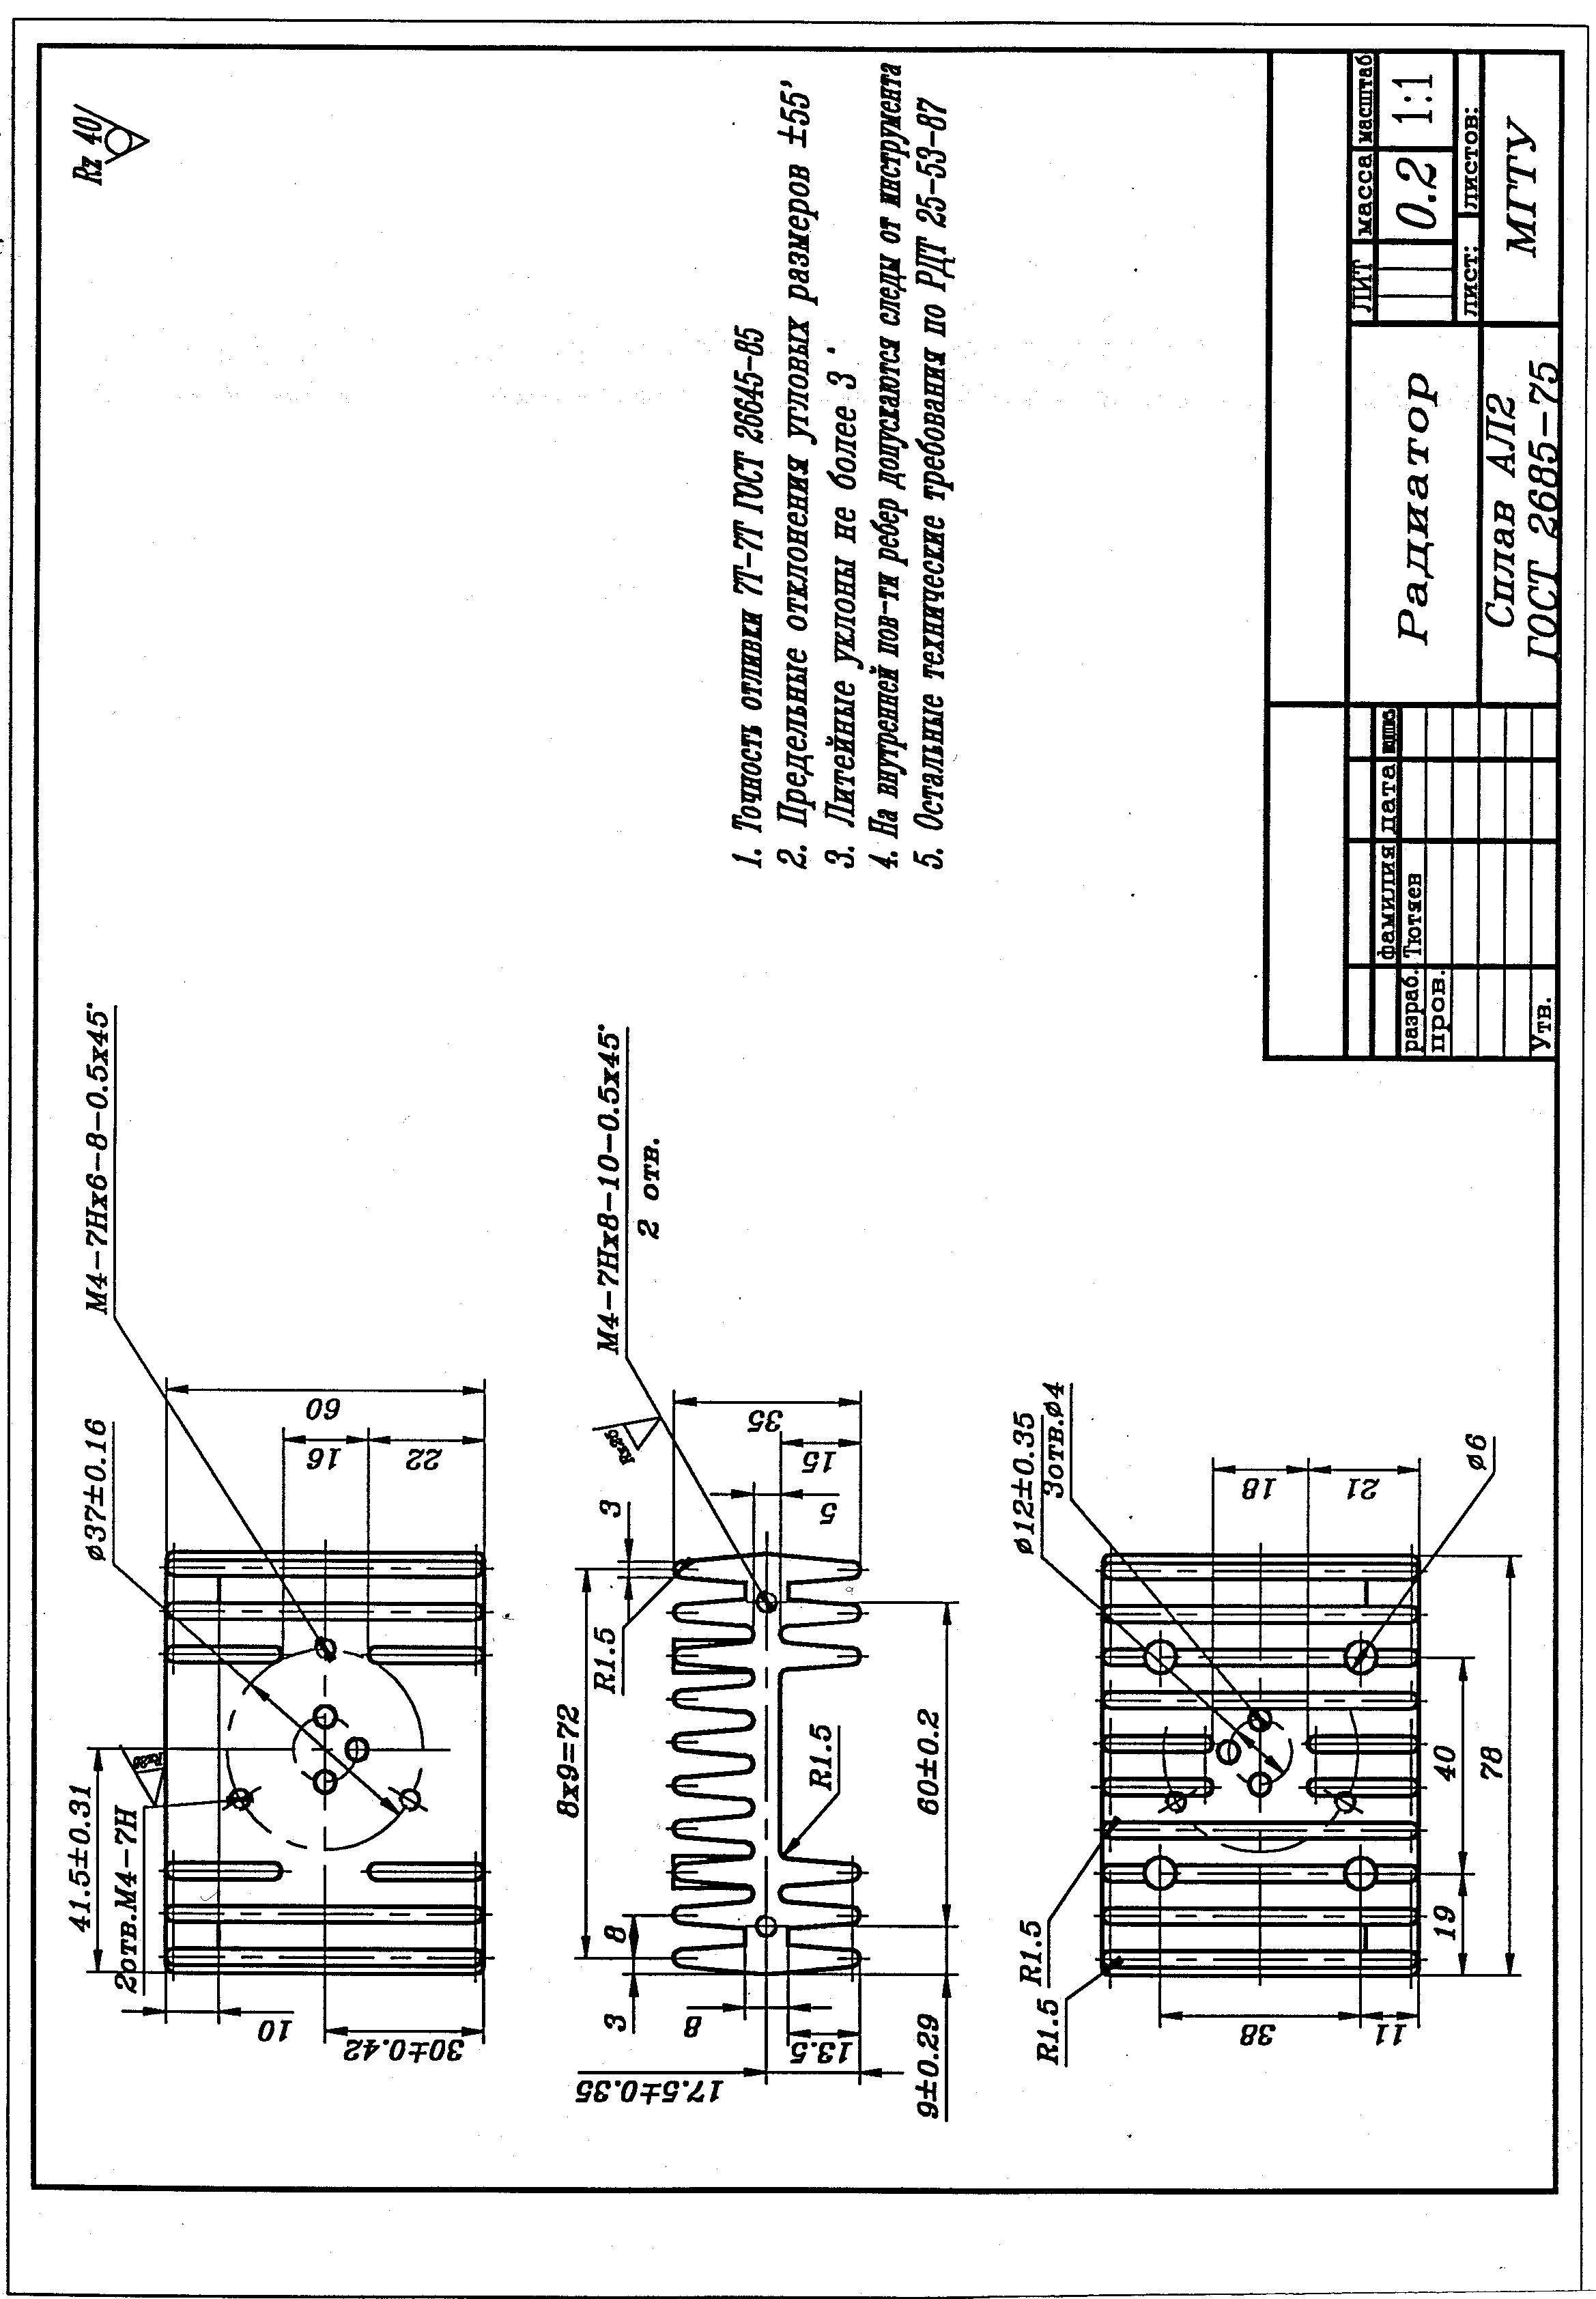 Rz 40
M4-7Hx6-8-0.5x45°
ø37±0.16
60
16
22
41.5±0.31
2отв.M4-7H
10
30±0.42
M4-7Hx8-10-0.5x45°
2 отв.
35
15
5
3
R1.5
8x9=72
R1.5
60±0.2
8
3
8
13.5
17.5±0.35
9±0.29
ø12±0.35
3отв.ø4
ø6
18
21
40
78
19
R1.5
R1.5
38
11
1. Точность отливки 7Т-7Т ГОСТ 26645-85
2. Предельные отклонения угловых размеров ±55'
3. Литейные уклоны не более 3°
4. На внутренней пов-ти ребер допускаются следы от инструмента
5. Остальные технические требования по РДТ 25-53-87
фамилия дата
разраб. Тютяев
пров.
Утв.
Радиатор
Сплав АЛ2
ГОСТ 2685-75
ЛИТ масса масштаб
0.2 1:1
лист: листов:
МГТУ